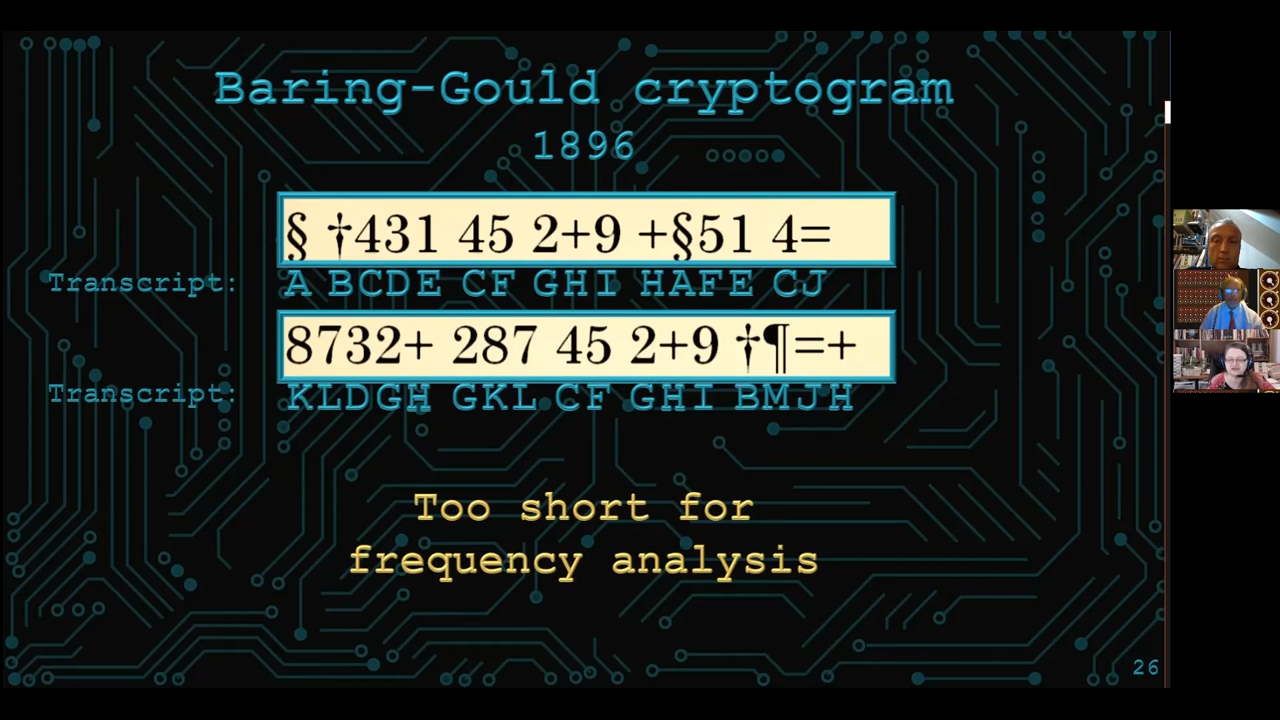 Baring-Gould cryptogram
1896
§ †431 45 2+9 +§51 4=
Transcript: A BCDE CF GHI HAFE CJ
8732+ 287 45 2+9 †¶=+
Transcript: KLDGH GKL CF GHI BMJH
Too short for
frequency analysis
26